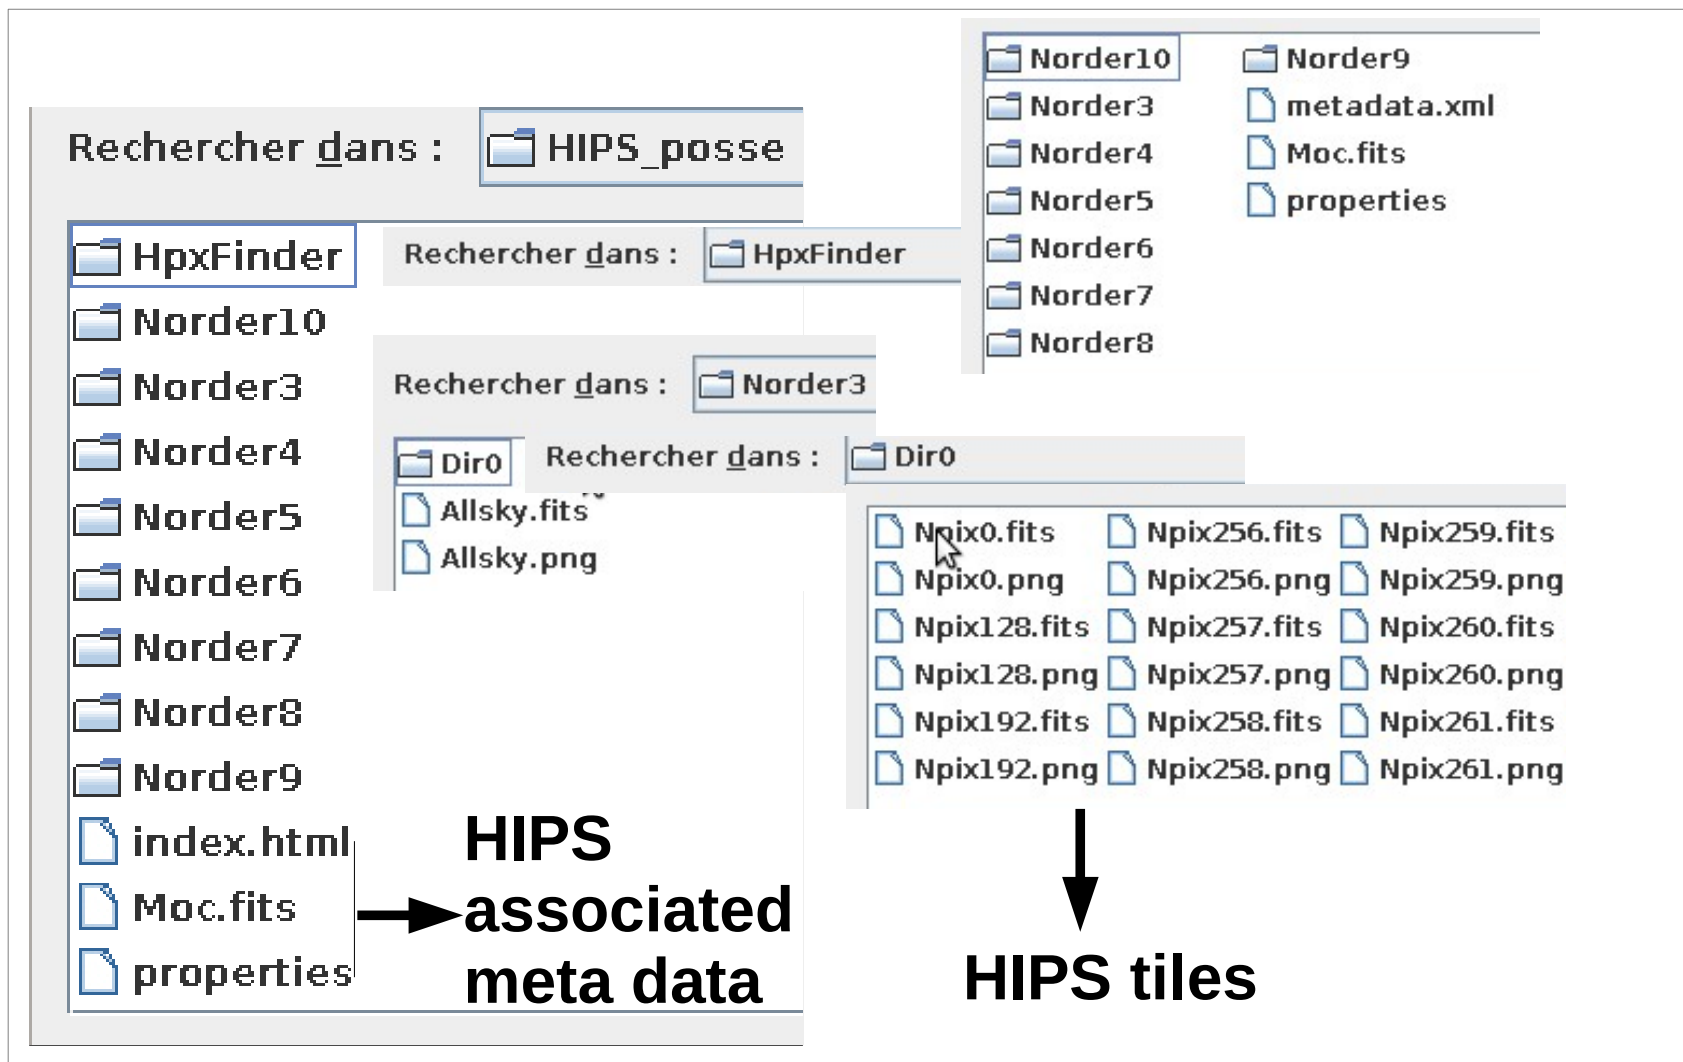 Rechercher dans : HIPS_posse
HpxFinder
Norder10
Norder3
Norder4
Norder5
Norder6
Norder7
Norder8
Norder9
index.html
Moc.fits
properties
HIPS
associated
meta data
Rechercher dans : HpxFinder
Norder10 Norder9
Norder3 metadata.xml
Norder4 Moc.fits
Norder5 properties
Norder6
Norder7
Norder8
Rechercher dans : Norder3
Dir0
Allsky.fits
Allsky.png
Rechercher dans : Dir0
Npix0.fits Npix256.fits Npix259.fits
Npix0.png Npix256.png Npix259.png
Npix128.fits Npix257.fits Npix260.fits
Npix128.png Npix257.png Npix260.png
Npix192.fits Npix258.fits Npix261.fits
Npix192.png Npix258.png Npix261.png
HIPS tiles